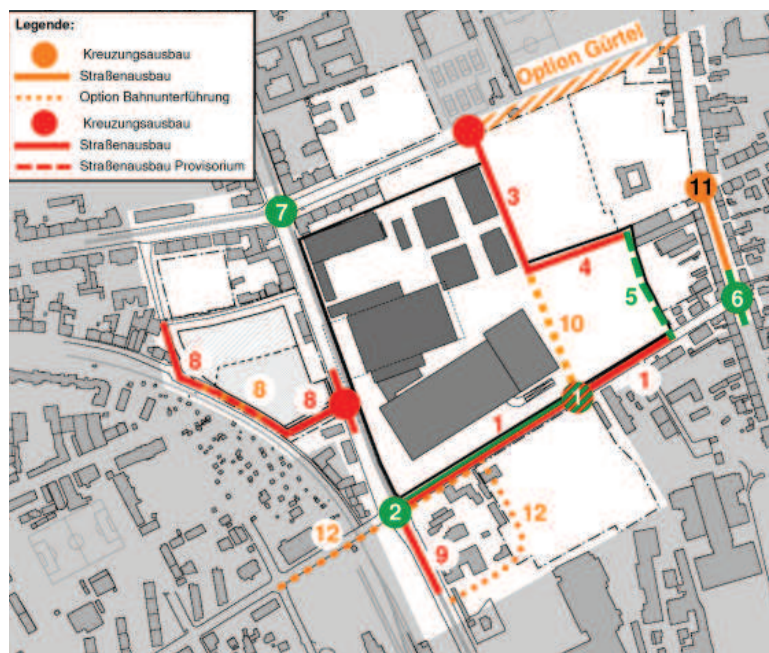 Legende:
Kreuzungsausbau
Straßenausbau
Option Bahnunterführung
Kreuzungsausbau
Straßenausbau
Straßenausbau Provisorium
Option Gürtel
11
7
3
4
5
6
10
8
8
8
1
1
1
2
12
12
9